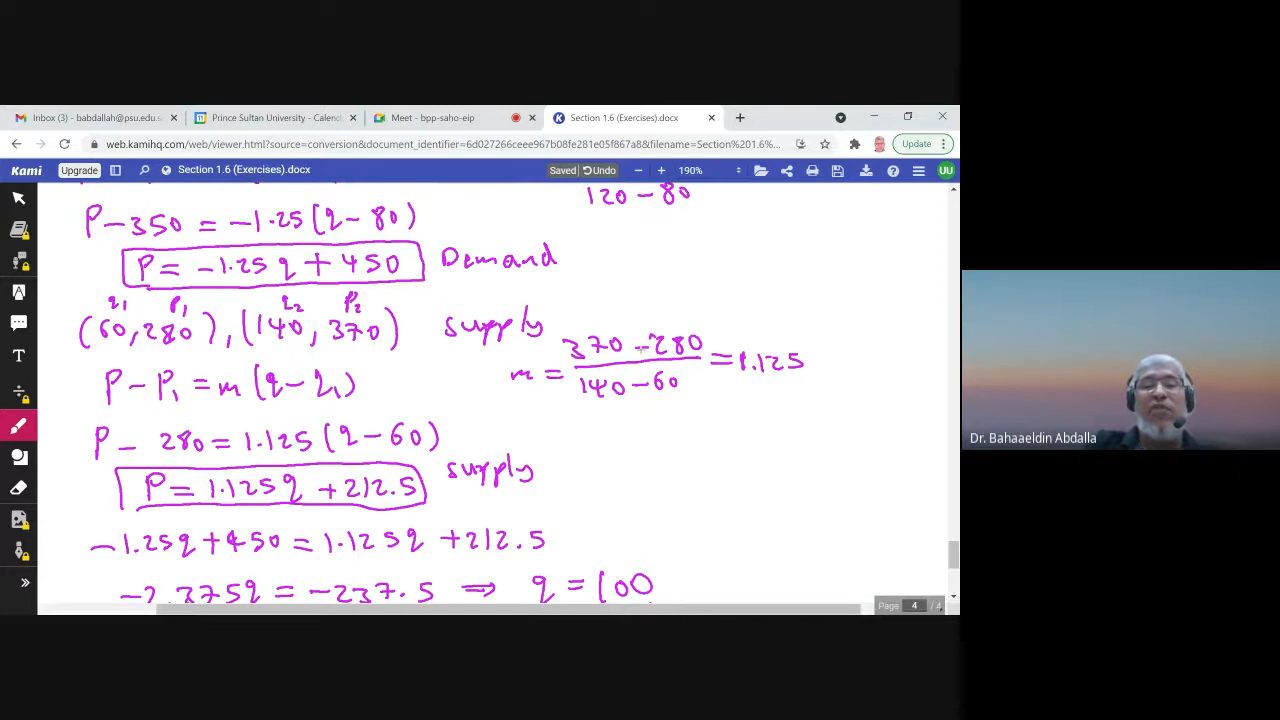 Inbox (3) - babdallah@psu.edu.s
Prince Sultan University - Calend
Meet - bpp-saho-eip
Section 1.6 (Exercises).docx
web.kamihq.com/web/viewer.html?source=conversion&document_identifier=6d027266ceee967b08fe281e05f867a8&filename=Section%201.6%...
Update
Kami
Upgrade
Section 1.6 (Exercises).docx
Saved
Undo
190%
UU
120 - 80
P - 350 = -1.25 (q - 80)
P = -1.25 q + 450 Demand
q1 P1 q2 P2
(60, 280), (140, 370) supply
m = 370 - 280 / 140 - 60 = 1.125
P - P1 = m (q - q1)
P - 280 = 1.125 (q - 60)
P = 1.125 q + 212.5 supply
-1.25 q + 450 = 1.125 q + 212.5
-2.375 q = -237.5 ⇒ q = 100
Page 4 / 4
Dr. Bahaaeldin Abdalla